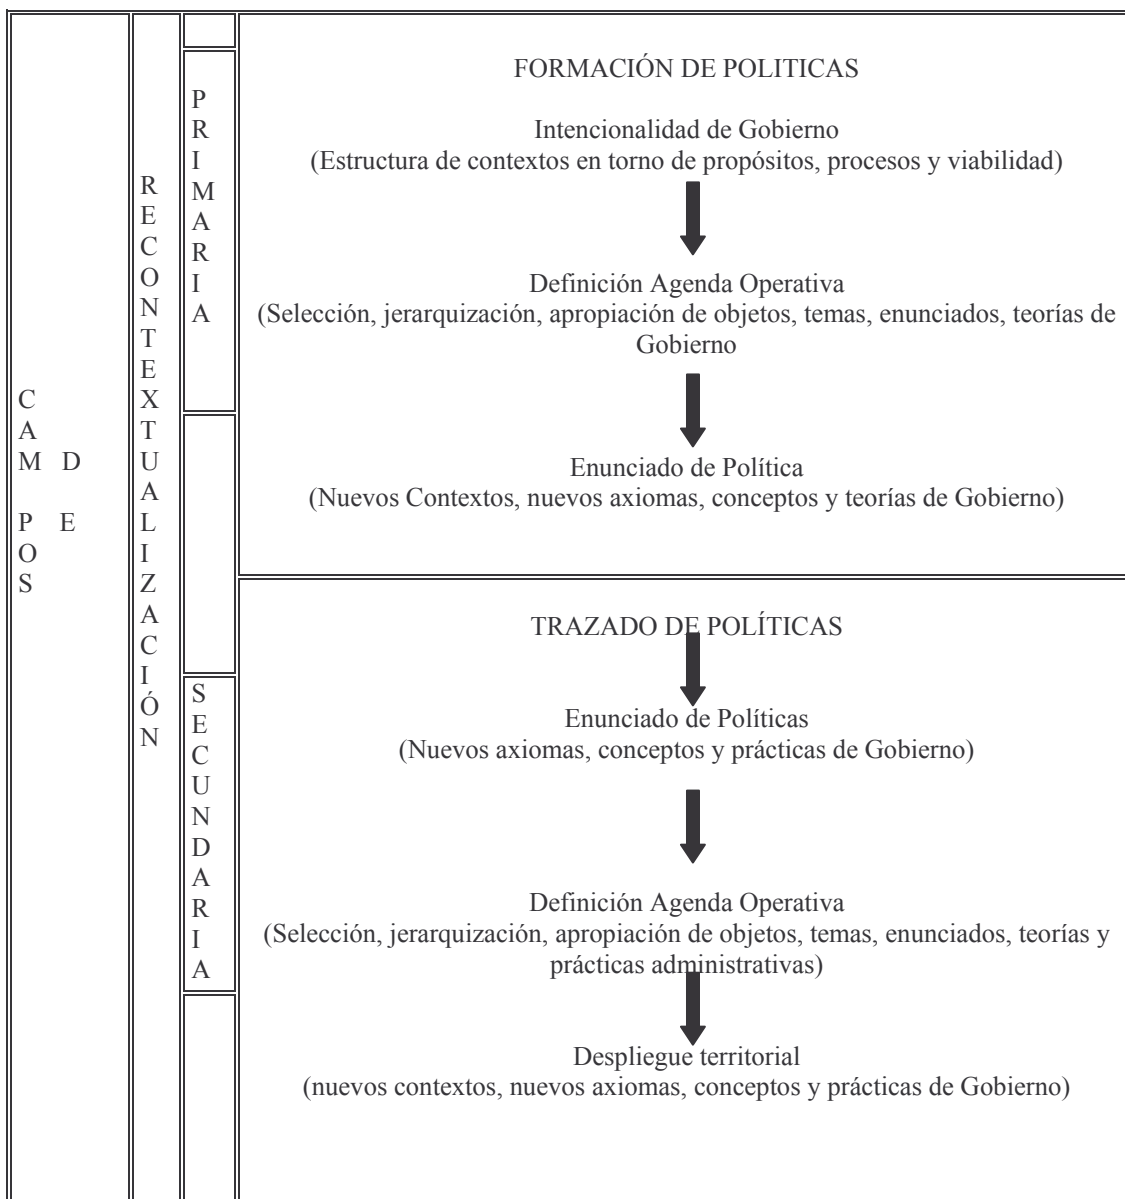 CAMPOS
DE
RECONTEXTUALIZACIÓN
PRIMARIA
FORMACIÓN DE POLITICAS
Intencionalidad de Gobierno
(Estructura de contextos en torno de propósitos, procesos y viabilidad)
Definición Agenda Operativa
(Selección, jerarquización, apropiación de objetos, temas, enunciados, teorías de
Gobierno
Enunciado de Política
(Nuevos Contextos, nuevos axiomas, conceptos y teorías de Gobierno)
SECUNDARIA
TRAZADO DE POLÍTICAS
Enunciado de Políticas
(Nuevos axiomas, conceptos y prácticas de Gobierno)
Definición Agenda Operativa
(Selección, jerarquización, apropiación de objetos, temas, enunciados, teorías y
prácticas administrativas)
Despliegue territorial
(nuevos contextos, nuevos axiomas, conceptos y prácticas de Gobierno)